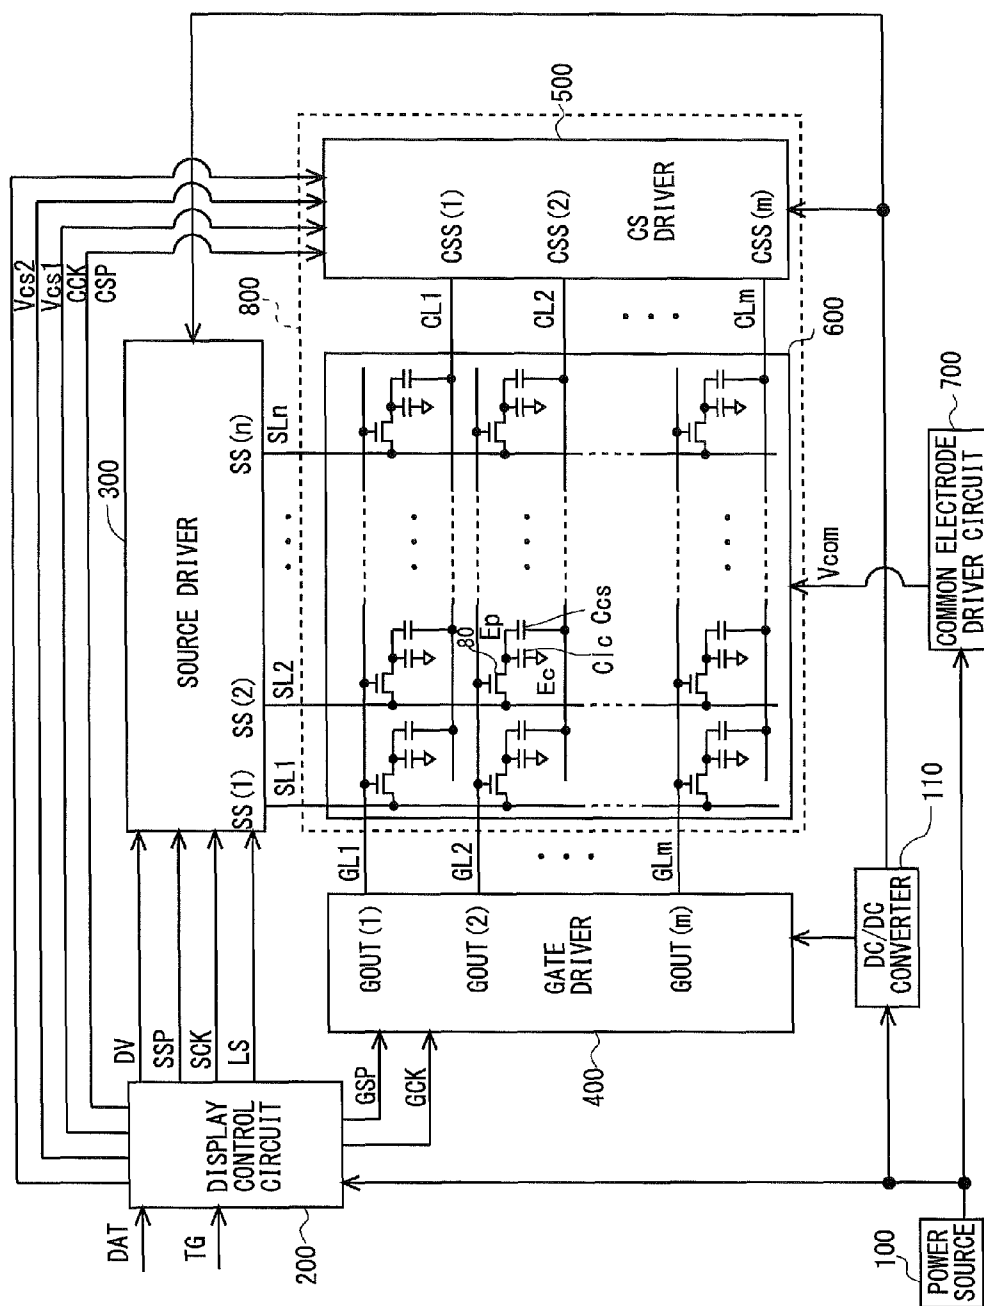 DAT
TG
DISPLAY
CONTROL
CIRCUIT
200
Vcs2
Vcs1
CCK
CSP
DV
SSP
SCK
LS
GSP
GCK
300
SOURCE DRIVER
SS(1)
SS(2)
SS(n)
SL1
SL2
SLn
800
500
CS
DRIVER
CSS(1)
CSS(2)
CSS(m)
CL1
CL2
CLm
600
GOUT(1)
GOUT(2)
GOUT(m)
GATE
DRIVER
400
GL1
GL2
GLm
80
Ep
Ec
Clc
Ccs
Vcom
700
COMMON ELECTRODE
DRIVER CIRCUIT
110
DC/DC
CONVERTER
100
POWER
SOURCE